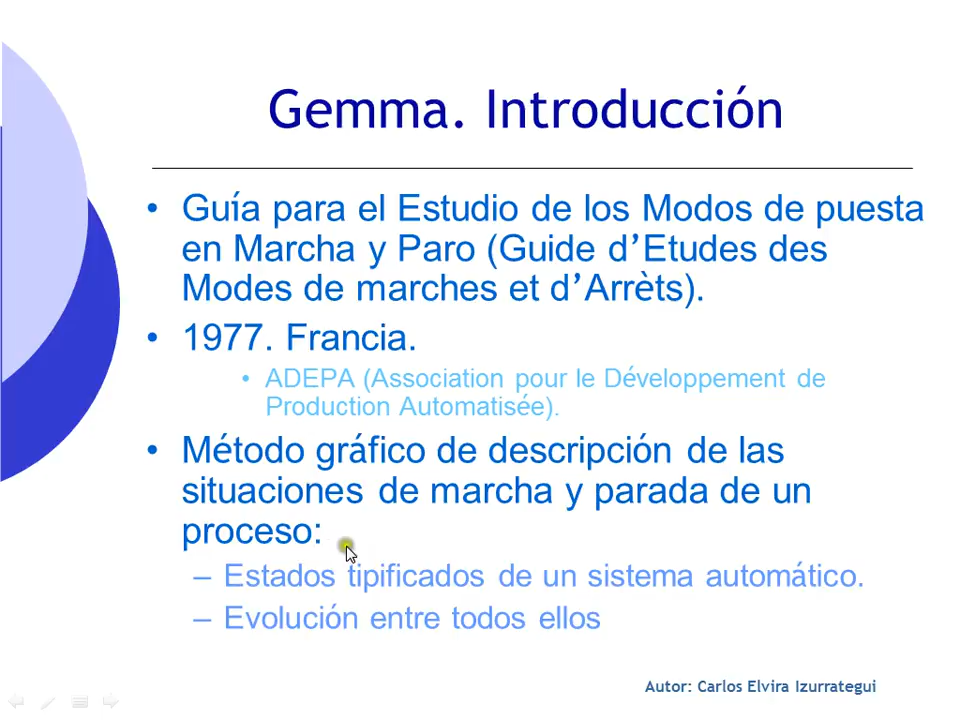 Gemma. Introducción
• Guía para el Estudio de los Modos de puesta
en Marcha y Paro (Guide d’Etudes des
Modes de marches et d’Arrèts).
• 1977. Francia.
• ADEPA (Association pour le Développement de
Production Automatisée).
• Método gráfico de descripción de las
situaciones de marcha y parada de un
proceso:
– Estados tipificados de un sistema automático.
– Evolución entre todos ellos
Autor: Carlos Elvira Izurrategui